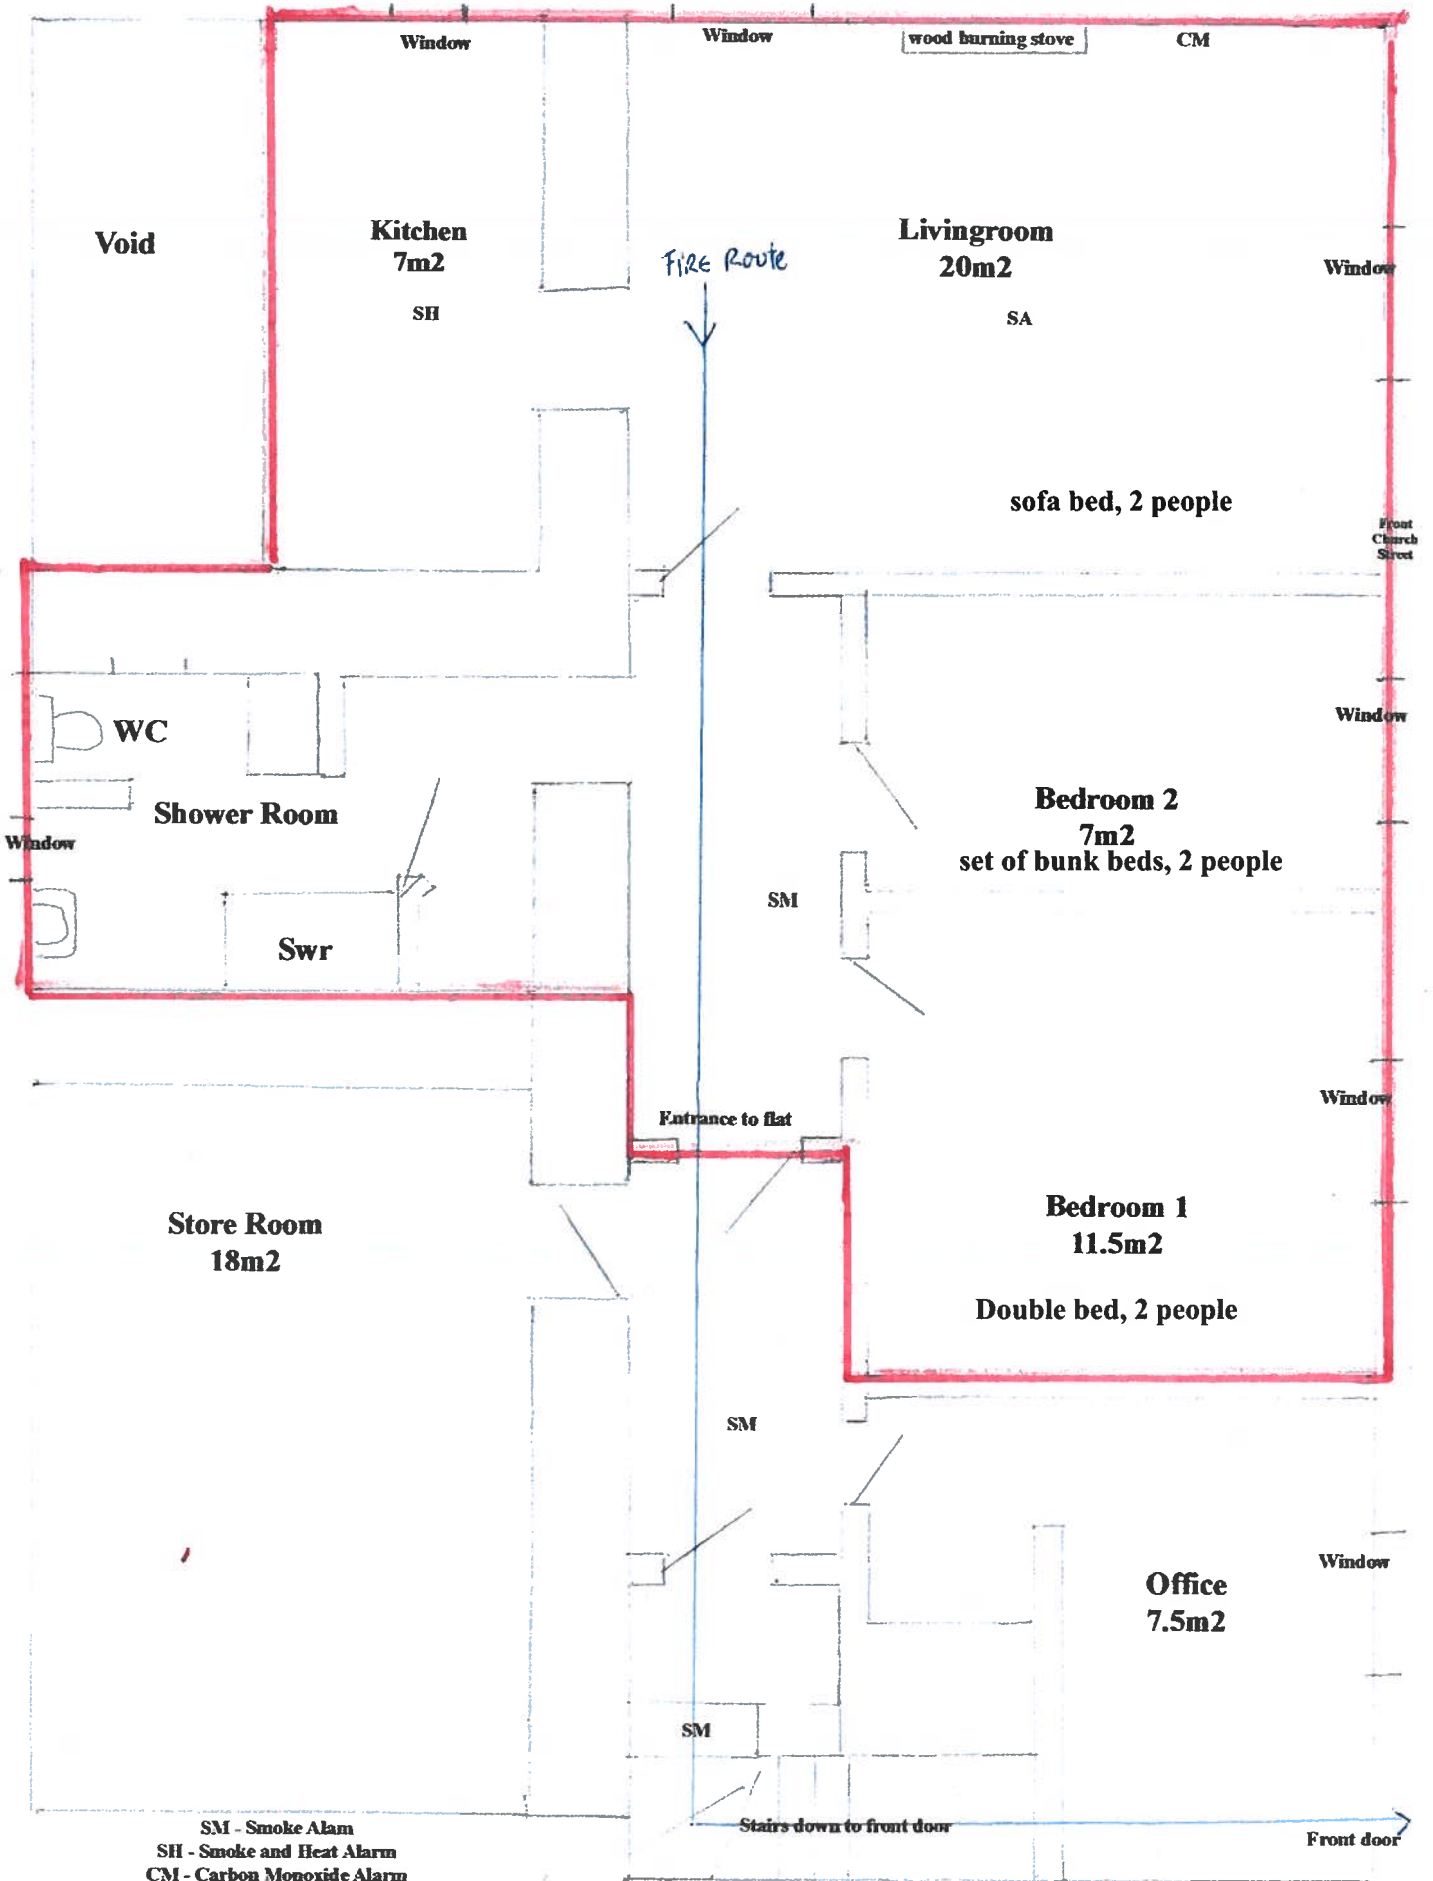 Window
Window
wood burning stove
CM
Void
Kitchen
7m2
SH
FIRE Route
Livingroom
20m2
SA
Window
sofa bed, 2 people
Front
Church
Street
WC
Shower Room
Window
Swr
SM
Window
Bedroom 2
7m2
set of bunk beds, 2 people
Window
Entrance to flat
Bedroom 1
11.5m2
Double bed, 2 people
Store Room
18m2
SM
Window
Office
7.5m2
SM
Stairs down to front door
Front door
SM - Smoke Alam
SH - Smoke and Heat Alarm
CM - Carbon Monoxide Alarm